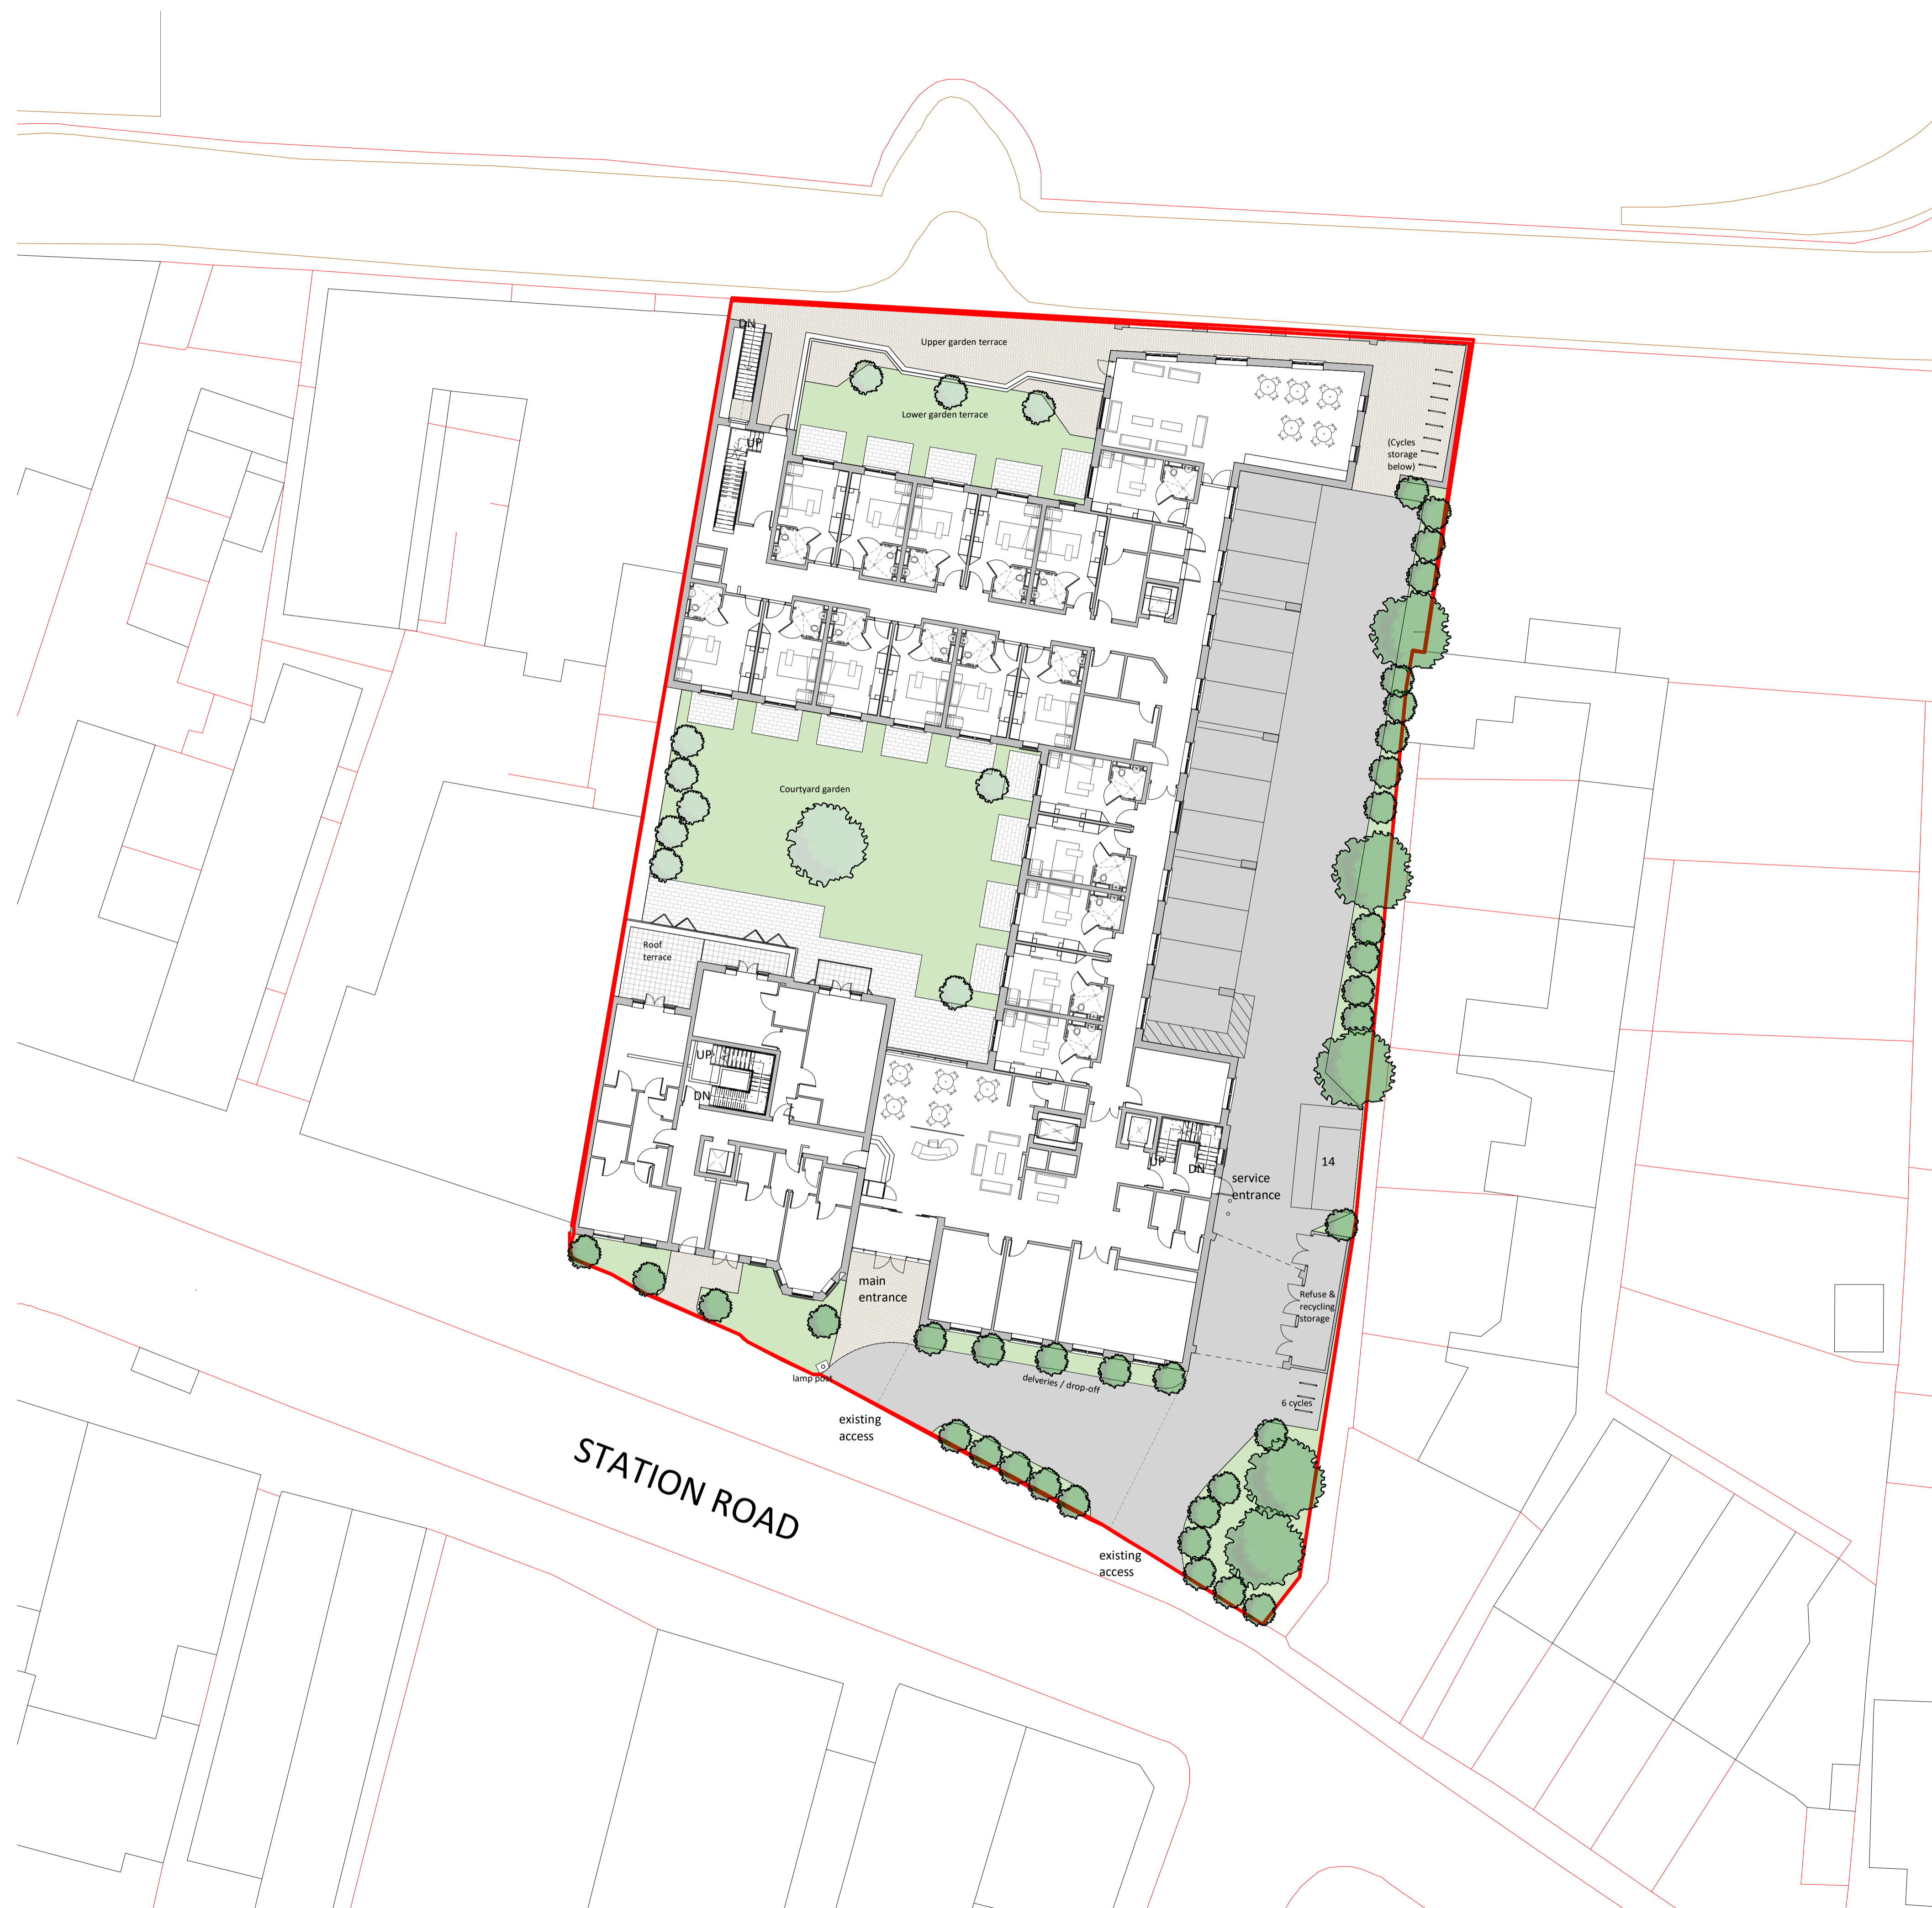 DN
Upper garden terrace
Lower garden terrace
UP
(Cycles
storage
below)
Courtyard garden
Roof
terrace
UP
DN
UP
DN
14
service
entrance
main
entrance
Refuse &
recycling
storage
lamp post
delveries / drop-off
6 cycles
existing
access
STATION ROAD
existing
access